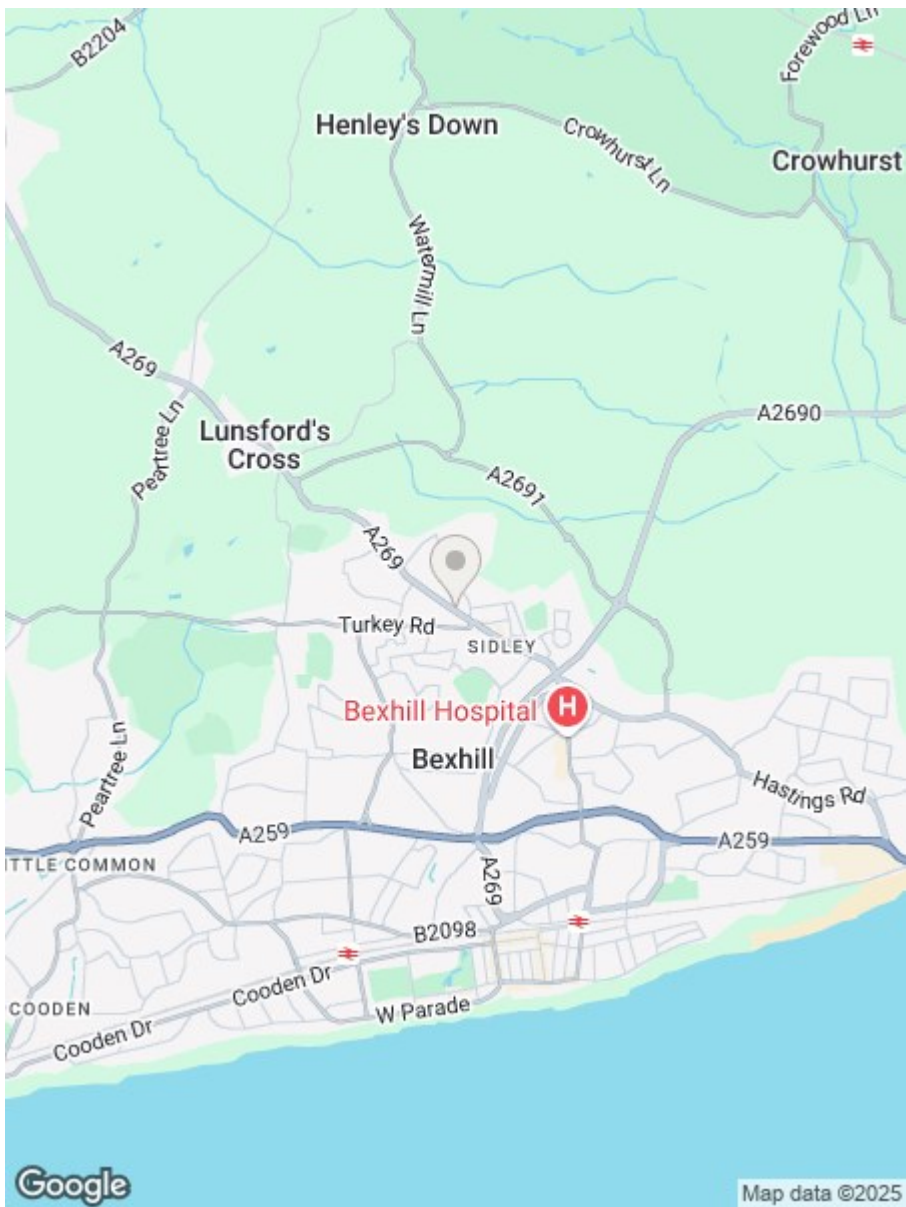 B2204
Forewood Ln
Henley's Down
Crowhurst Ln
Crowhurst
Watermill Ln
A269
Peartree Ln
Lunsford's
Cross
A2690
A2691
A269
Turkey Rd
SIDLEY
Bexhill Hospital
H
Bexhill
Peartree Ln
Hastings Rd
A259
A259
ITTLE COMMON
A269
B2098
Cooden Dr
COODEN
W Parade
Cooden Dr
Google
Map data ©2025